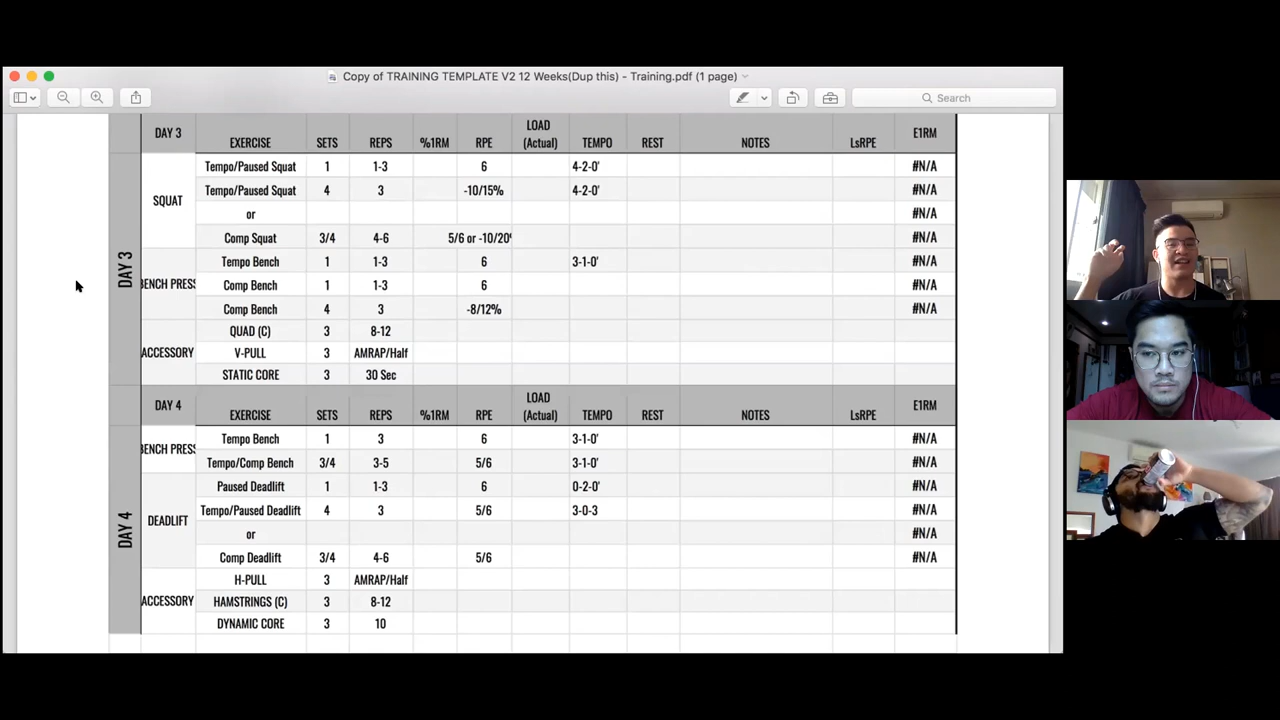 Copy of TRAINING TEMPLATE V2 12 Weeks(Dup this) - Training.pdf (1 page)
Search
DAY 3 EXERCISE SETS REPS %1RM RPE LOAD (Actual) TEMPO REST NOTES LsRPE E1RM
DAY 3
SQUAT
Tempo/Paused Squat 1 1-3 6 4-2-0' #N/A
Tempo/Paused Squat 4 3 -10/15% 4-2-0' #N/A
or #N/A
Comp Squat 3/4 4-6 5/6 or -10/20% #N/A
BENCH PRESS
Tempo Bench 1 1-3 6 3-1-0' #N/A
Comp Bench 1 1-3 6 #N/A
Comp Bench 4 3 -8/12% #N/A
ACCESSORY
QUAD (C) 3 8-12
V-PULL 3 AMRAP/Half
STATIC CORE 3 30 Sec
DAY 4 EXERCISE SETS REPS %1RM RPE LOAD (Actual) TEMPO REST NOTES LsRPE E1RM
DAY 4
BENCH PRESS
Tempo Bench 1 3 6 3-1-0' #N/A
Tempo/Comp Bench 3/4 3-5 5/6 3-1-0' #N/A
DEADLIFT
Paused Deadlift 1 1-3 6 0-2-0' #N/A
Tempo/Paused Deadlift 4 3 5/6 3-0-3 #N/A
or #N/A
Comp Deadlift 3/4 4-6 5/6 #N/A
ACCESSORY
H-PULL 3 AMRAP/Half
HAMSTRINGS (C) 3 8-12
DYNAMIC CORE 3 10